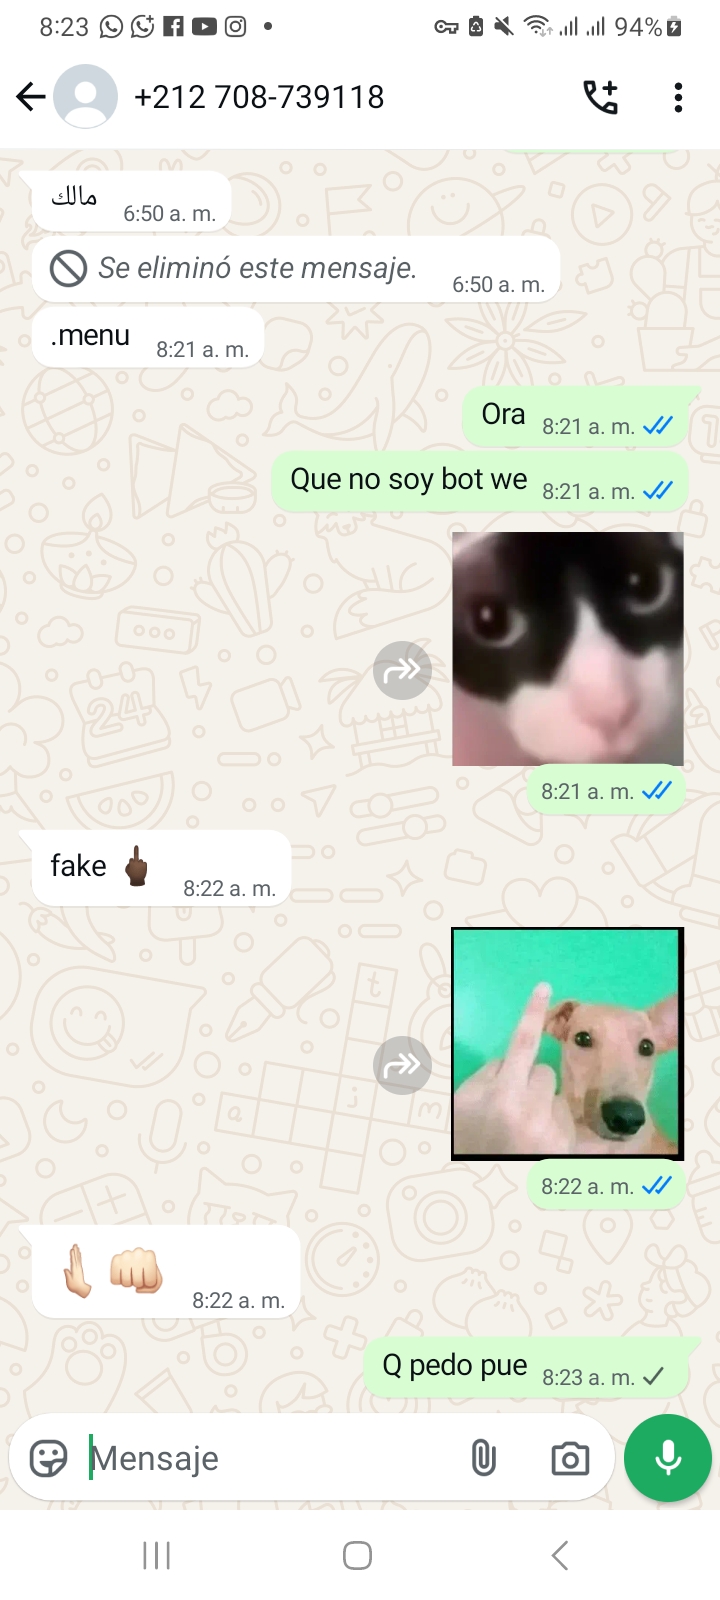 8:23
94%
+212 708-739118
مالك
6:50 a. m.
Se eliminó este mensaje.
6:50 a. m.
.menu
8:21 a. m.
Ora
8:21 a. m.
Que no soy bot we
8:21 a. m.
8:21 a. m.
fake 🖕🏿
8:22 a. m.
8:22 a. m.
8:22 a. m.
Q pedo pue
8:23 a. m.
Mensaje